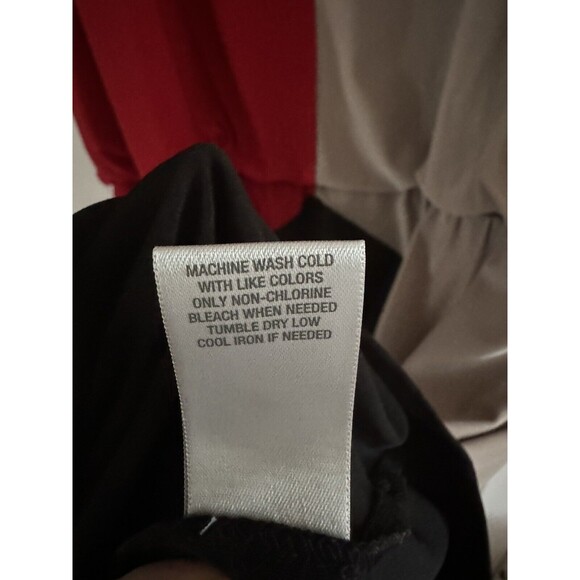 MACHINE WASH COLD
WITH LIKE COLORS
ONLY NON-CHLORINE
BLEACH WHEN NEEDED
TUMBLE DRY LOW
COOL IRON IF NEEDED